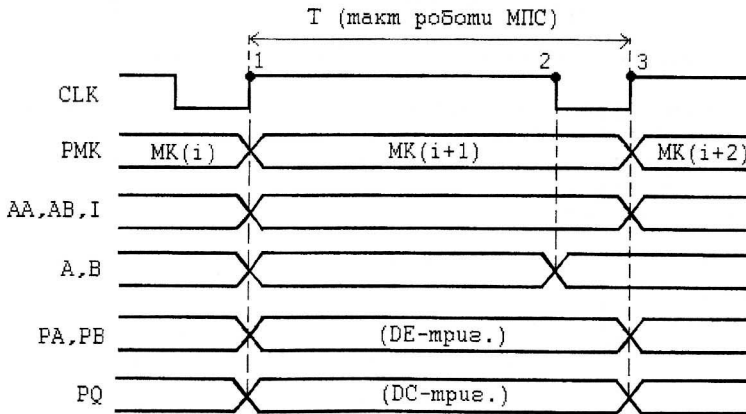 T (такт роботи МПС)
1 2 3
CLK
PMK MK(i) MK(i+1) MK(i+2)
AA,AB,I
A,B
PA,PB (DE-триг.)
PQ (DC-триг.)